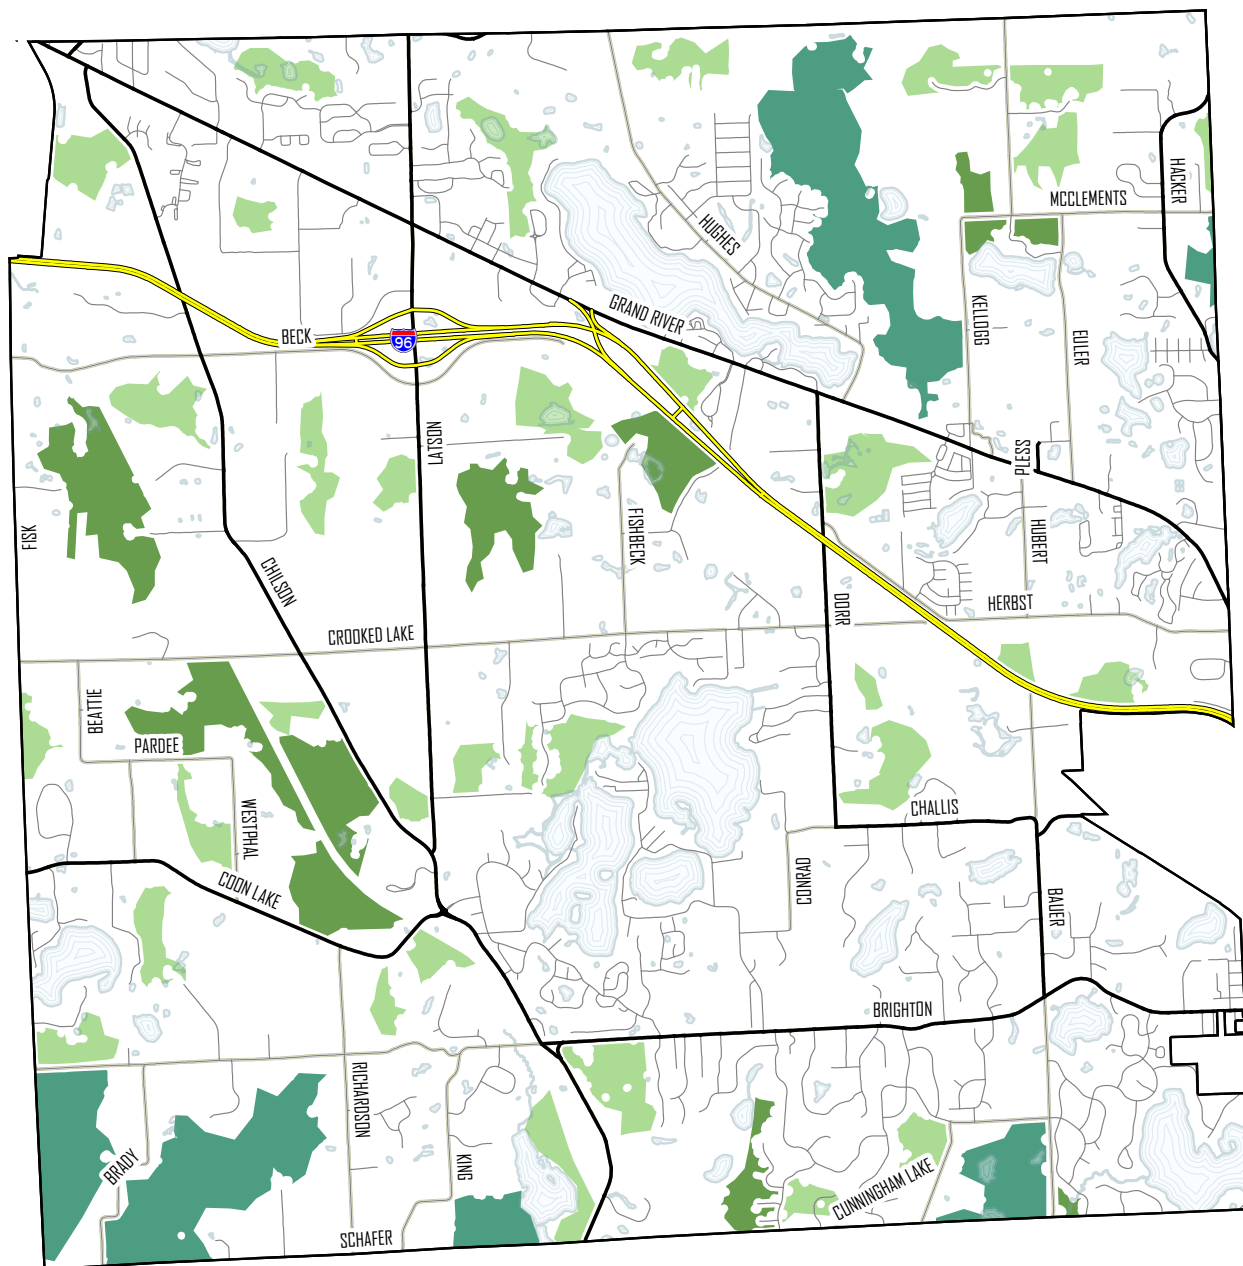 HACKER
MCCLEMENTS
HUGHES
GRAND RIVER
KELLOGG
BECK
96
EULER
LATSON
PLESS
FISK
FISHBECK
HUBERT
CHILSON
HERBST
DORR
CROOKED LAKE
BEATTIE
PARDEE
WESTPHAL
CHALLIS
CONRAD
COON LAKE
BAUER
BRIGHTON
RICHARDSON
BRADY
KING
CUNNINGHAM LAKE
SCHAFER